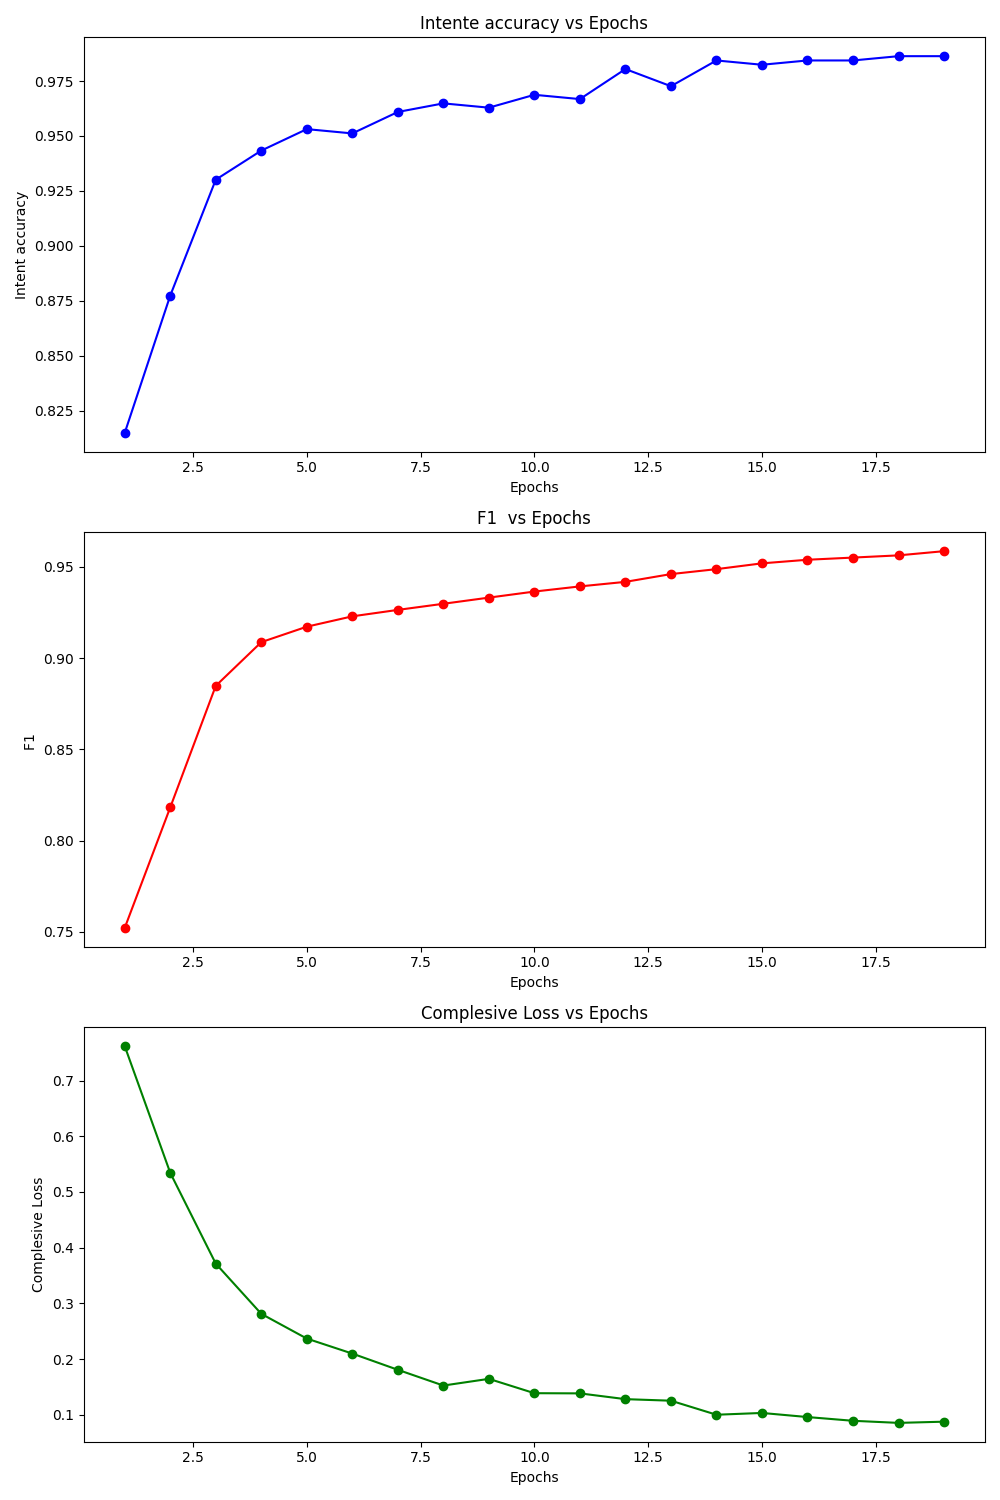 Intente accuracy vs Epochs
0.975
0.950
0.925
0.900
0.875
0.850
0.825
Intent accuracy
2.5 5.0 7.5 10.0 12.5 15.0 17.5
Epochs
F1  vs Epochs
0.95
0.90
0.85
0.80
0.75
F1
2.5 5.0 7.5 10.0 12.5 15.0 17.5
Epochs
Complesive Loss vs Epochs
0.7
0.6
0.5
0.4
0.3
0.2
0.1
Complesive Loss
2.5 5.0 7.5 10.0 12.5 15.0 17.5
Epochs